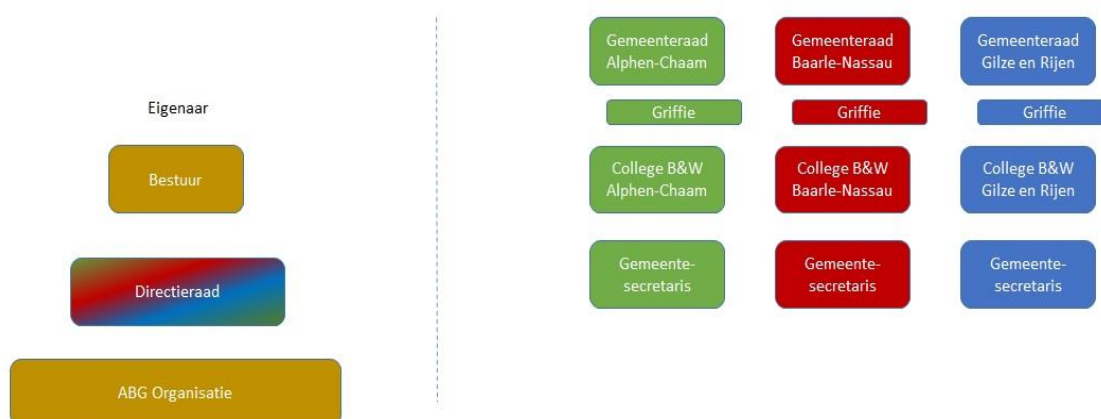 Eigenaar
Bestuur
Directieraad
ABG Organisatie
Gemeenteraad
Alphen-Chaam
Gemeenteraad
Baarle-Nassau
Gemeenteraad
Gilze en Rijen
Griffie
Griffie
Griffie
College B&W
Alphen-Chaam
College B&W
Baarle-Nassau
College B&W
Gilze en Rijen
Gemeente-
secretaris
Gemeente-
secretaris
Gemeente-
secretaris